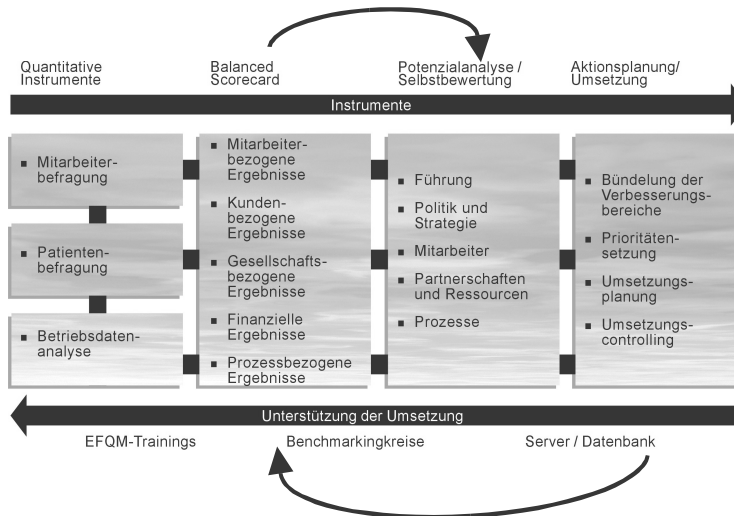 Quantitative
Instrumente
Balanced
Scorecard
Potenzialanalyse /
Selbstbewertung
Aktionsplanung/
Umsetzung
Instrumente
▪ Mitarbeiter-
befragung
▪ Patienten-
befragung
▪ Betriebsdaten-
analyse
▪ Mitarbeiter-
bezogene
Ergebnisse
▪ Kunden-
bezogene
Ergebnisse
▪ Gesellschafts-
bezogene
Ergebnisse
▪ Finanzielle
Ergebnisse
▪ Prozessbezogene
Ergebnisse
▪ Führung
▪ Politik und
Strategie
▪ Mitarbeiter
▪ Partnerschaften
und Ressourcen
▪ Prozesse
▪ Bündelung der
Verbesserungs-
bereiche
▪ Prioritäten-
setzung
▪ Umsetzungs-
planung
▪ Umsetzungs-
controlling
Unterstützung der Umsetzung
EFQM-Trainings
Benchmarkingkreise
Server / Datenbank